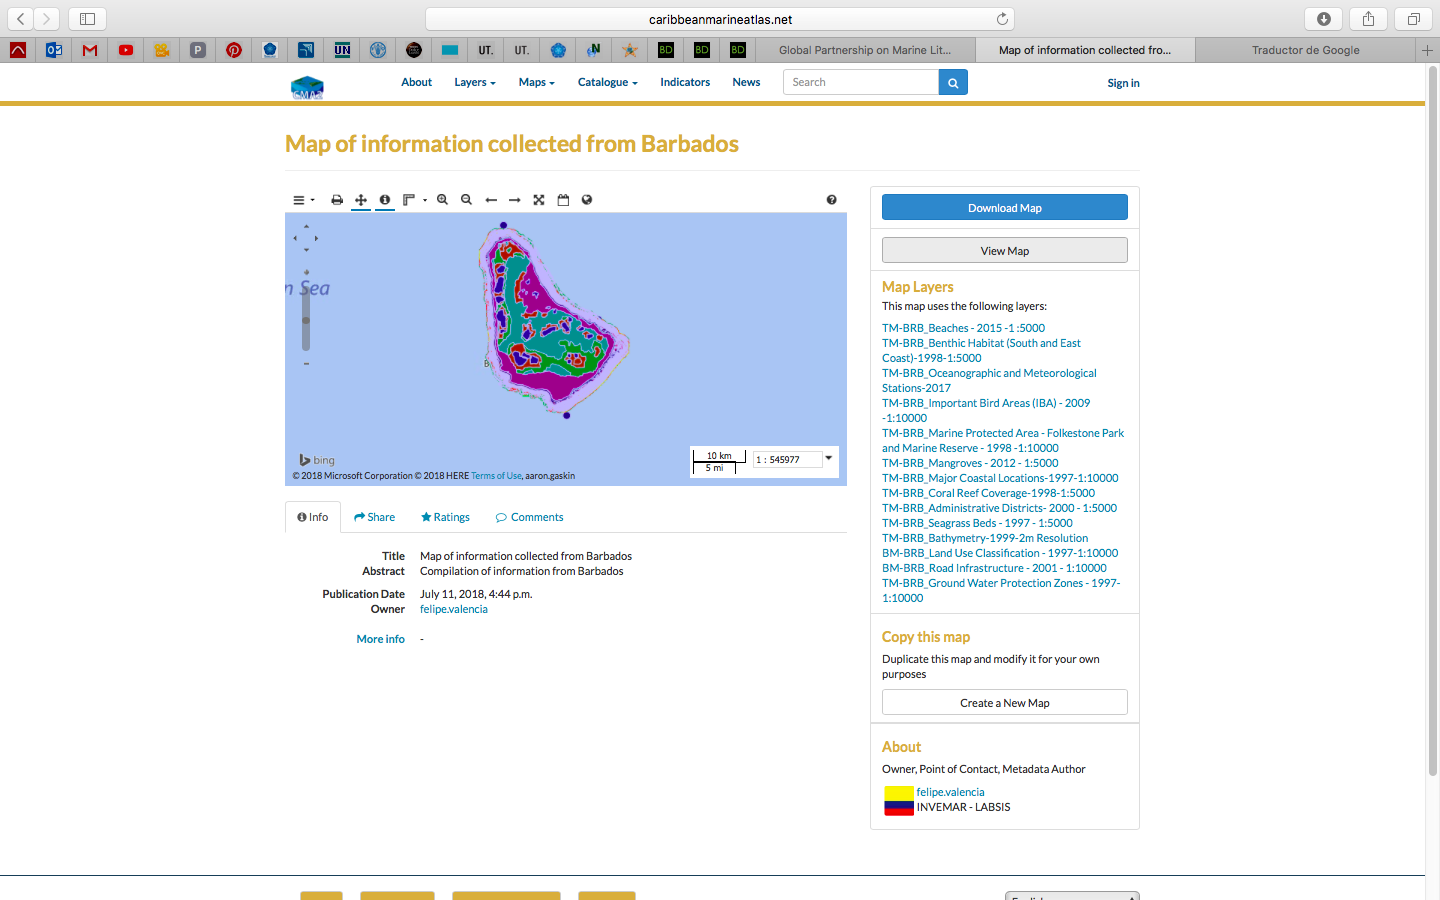 caribbeanmarineatlas.net
P
UN
UT.
UT.
N
BD
BD
BD
Global Partnership on Marine Lit...
Map of information collected fro...
Traductor de Google
About
Layers
Maps
Catalogue
Indicators
News
Search
Sign in
Map of information collected from Barbados
n Sea
B
bing
© 2018 Microsoft Corporation © 2018 HERE Terms of Use, aaron.gaskin
10 km
5 mi
1 : 545977
Info
Share
Ratings
Comments
Title Map of information collected from Barbados
Abstract Compilation of information from Barbados
Publication Date July 11, 2018, 4:44 p.m.
Owner felipe.valencia
More info -
Download Map
View Map
Map Layers
This map uses the following layers:
TM-BRB_Beaches - 2015 -1 :5000
TM-BRB_Benthic Habitat (South and East
Coast)-1998-1:5000
TM-BRB_Oceanographic and Meteorological
Stations-2017
TM-BRB_Important Bird Areas (IBA) - 2009
-1:10000
TM-BRB_Marine Protected Area - Folkestone Park
and Marine Reserve - 1998 -1:10000
TM-BRB_Mangroves - 2012 - 1:5000
TM-BRB_Major Coastal Locations-1997-1:10000
TM-BRB_Coral Reef Coverage-1998-1:5000
TM-BRB_Administrative Districts- 2000 - 1:5000
TM-BRB_Seagrass Beds - 1997 - 1:5000
TM-BRB_Bathymetry-1999-2m Resolution
BM-BRB_Land Use Classification - 1997-1:10000
BM-BRB_Road Infrastructure - 2001 - 1:10000
TM-BRB_Ground Water Protection Zones - 1997-
1:10000
Copy this map
Duplicate this map and modify it for your own
purposes
Create a New Map
About
Owner, Point of Contact, Metadata Author
felipe.valencia
INVEMAR - LABSIS